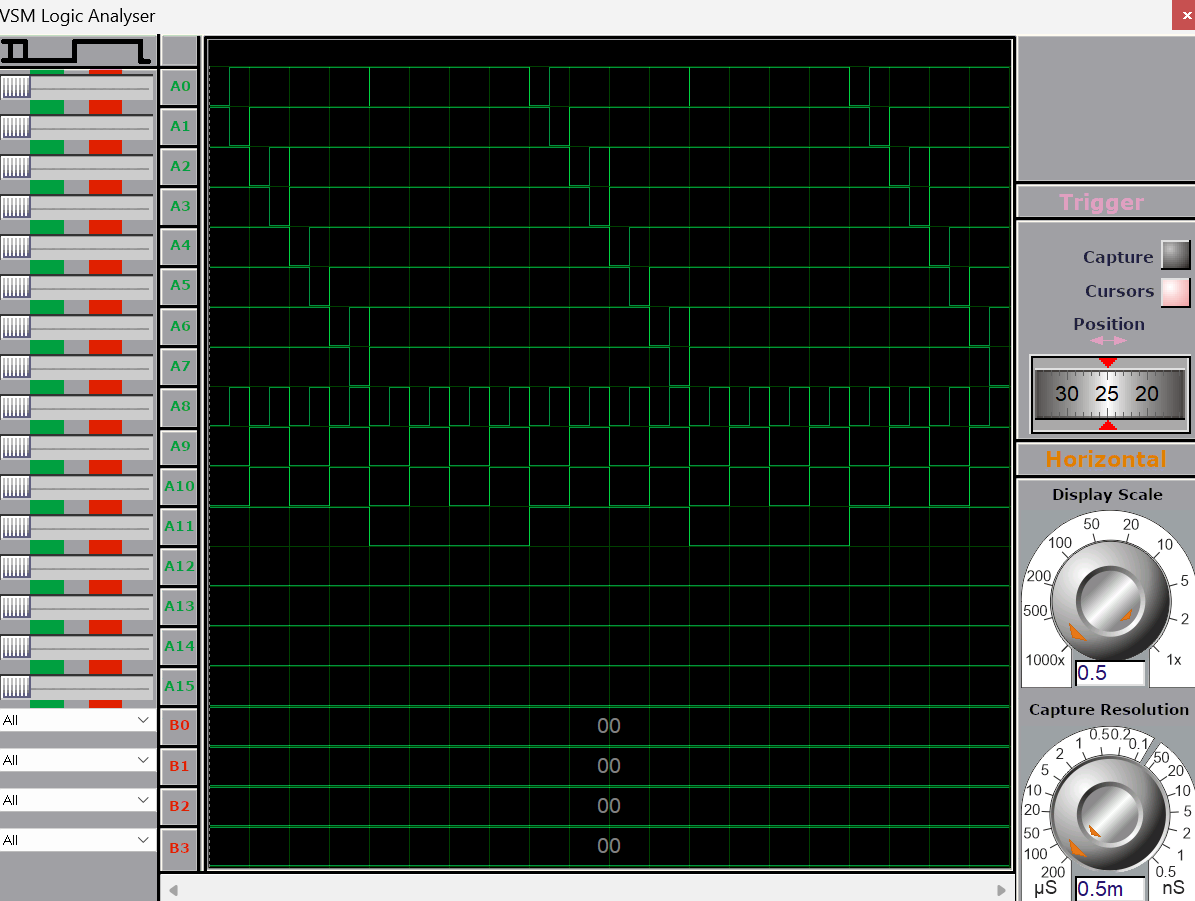 VSM Logic Analyser
×
A0
A1
A2
A3
A4
A5
A6
A7
A8
A9
A10
A11
A12
A13
A14
A15
All B0 00
All B1 00
All B2 00
All B3 00
Trigger
Capture
Cursors
Position
30 25 20
Horizontal
Display Scale
1000x 500 200 100 50 20 10 5 2 1x
0.5
Capture Resolution
200 100 50 20 10 5 2 1 0.5 0.2 0.1 50 20 10 5 2 1 0.5
µS 0.5m nS